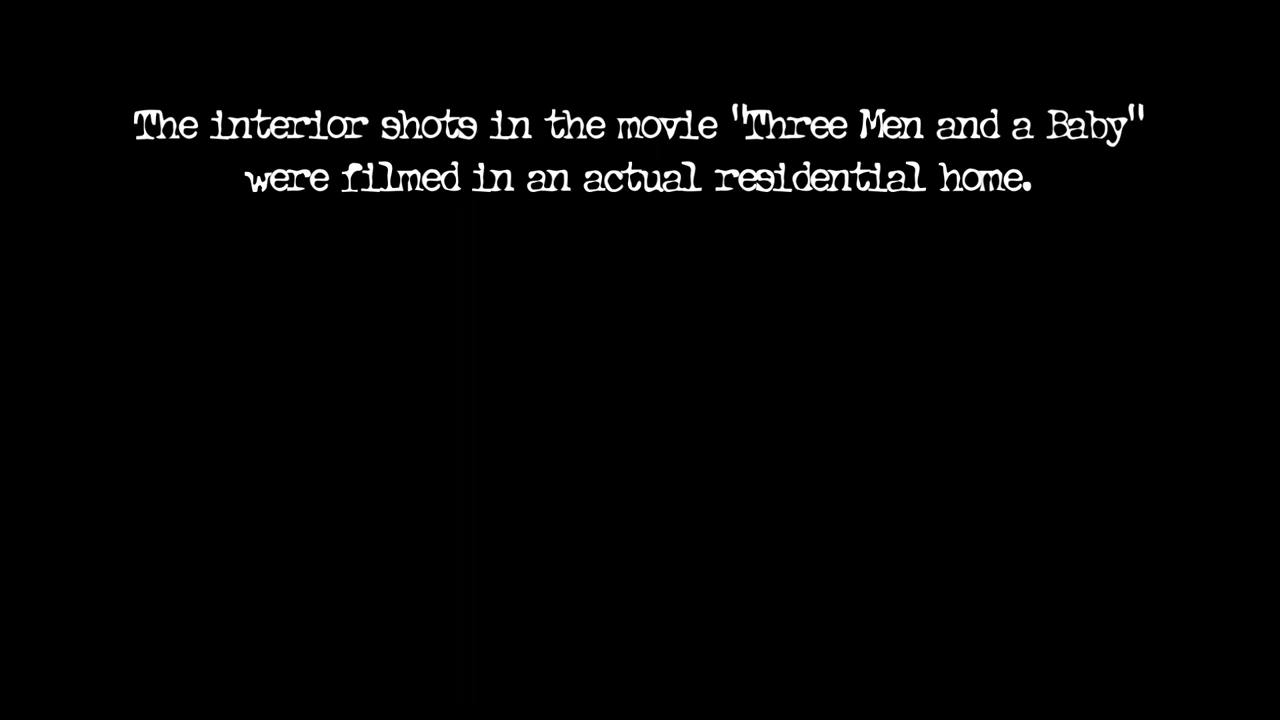 The interior shots in the movie "Three Men and a Baby"
were filmed in an actual residential home.